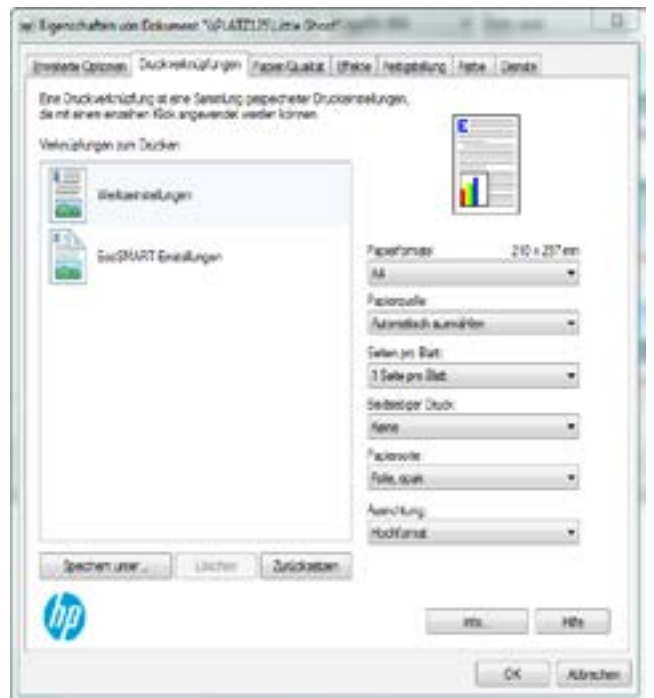 Eigenschaften von Dokument "\\PLATZ125\Little Ghost"
Erweiterte Optionen Druckverknüpfungen Papier/Qualität Effekte Fertigstellung Farbe Dienste
Eine Druckverknüpfung ist eine Sammlung gespeicherter Druckeinstellungen,
die mit einem einzelnen Klick angewendet werden können.
Verknüpfungen zum Drucken:
Werkseinstellungen
EcoSMART Einstellungen
Papierformate: 210 × 297 mm
A4
Papierquelle:
Automatisch auswählen
Seiten pro Blatt:
1 Seite pro Blatt
Beidseitiger Druck:
Keine
Papiersorte:
Folie, opak
Ausrichtung:
Hochformat
Speichern unter... Löschen Zurücksetzen
hp
Info... Hilfe
OK Abbrechen